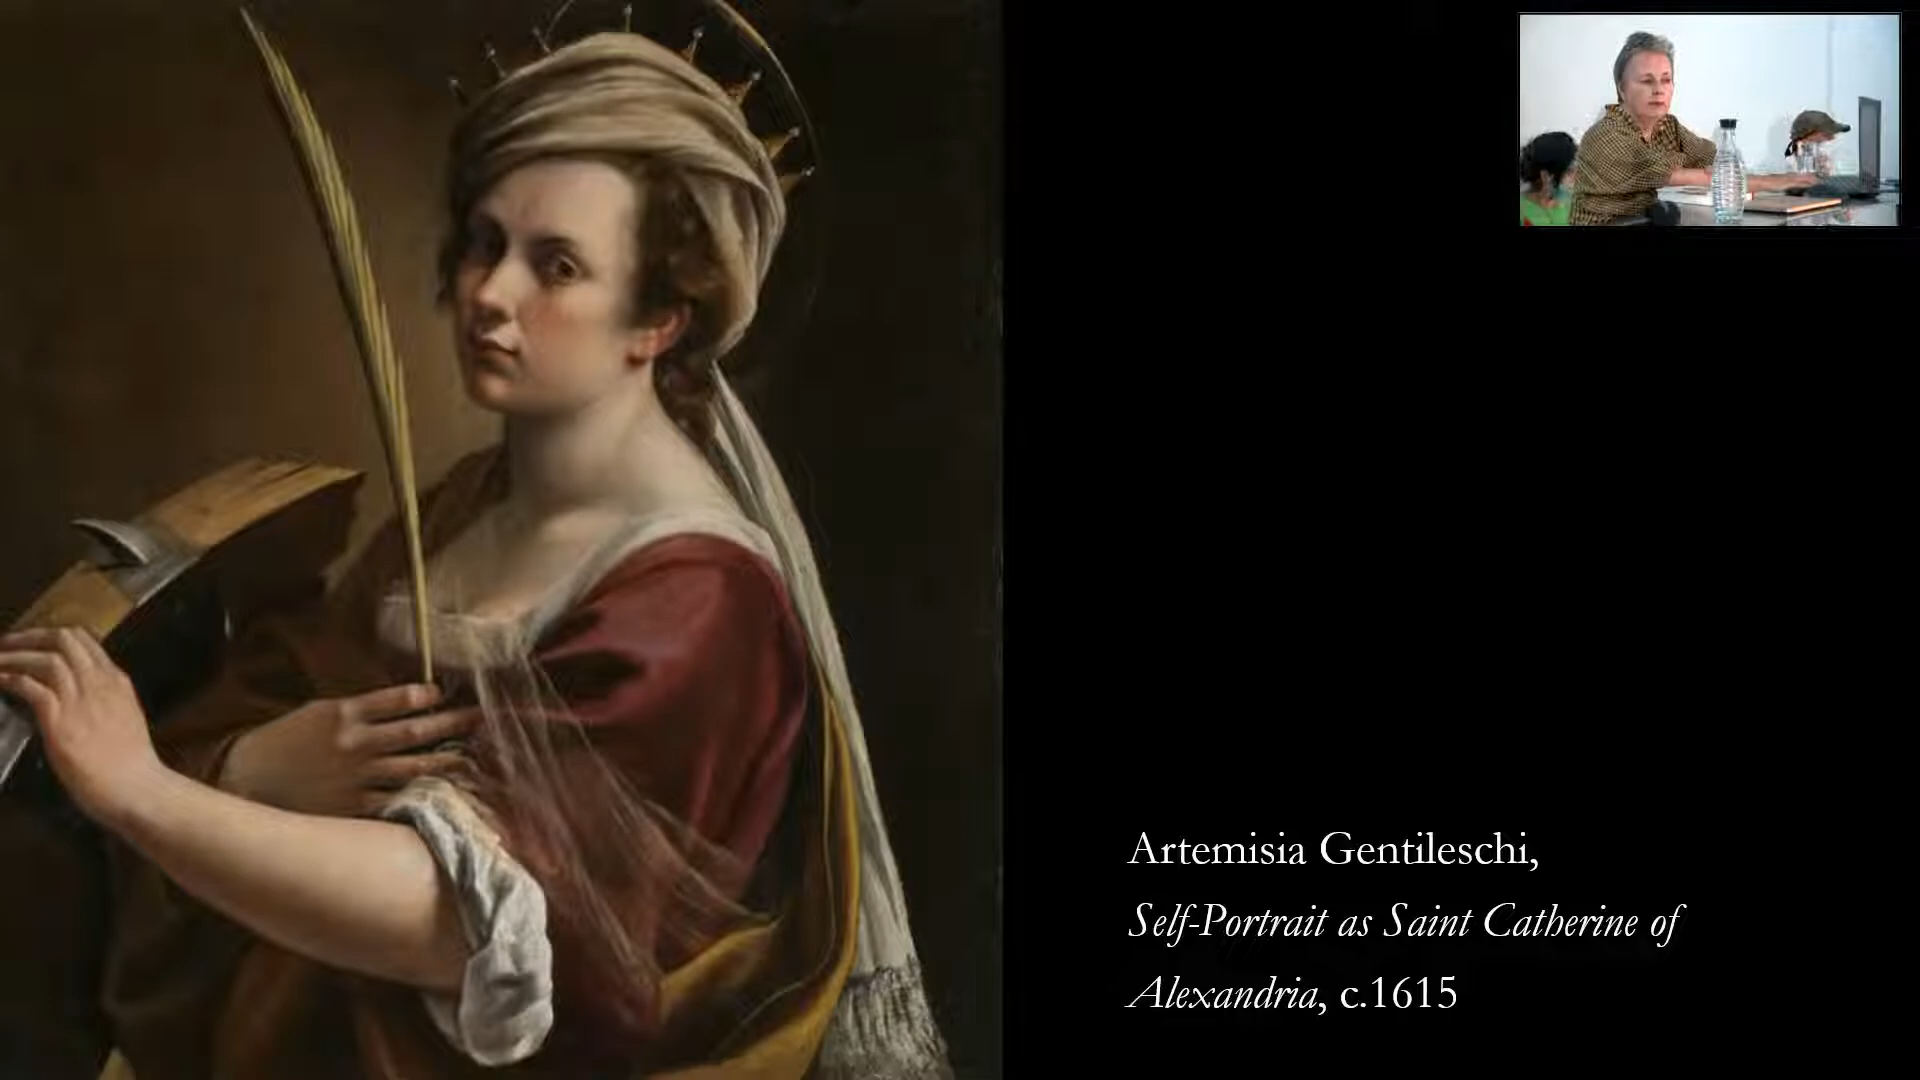 Artemisia Gentileschi,
Self-Portrait as Saint Catherine of
Alexandria, c.1615